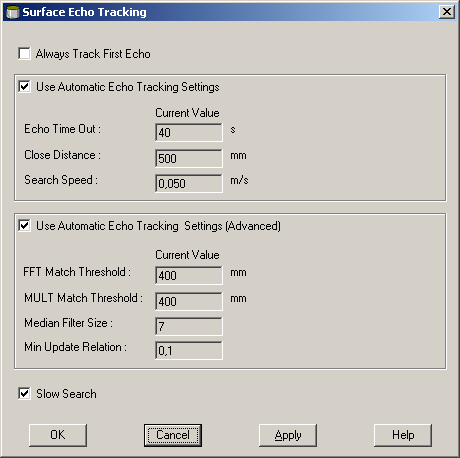 Surface Echo Tracking
Always Track First Echo
Use Automatic Echo Tracking Settings
Current Value
Echo Time Out : 40 s
Close Distance : 500 mm
Search Speed : 0,050 m/s
Use Automatic Echo Tracking Settings (Advanced)
Current Value
FFT Match Threshold : 400 mm
MULT Match Threshold : 400 mm
Median Filter Size : 7
Min Update Relation : 0,1
Slow Search
OK Cancel Apply Help